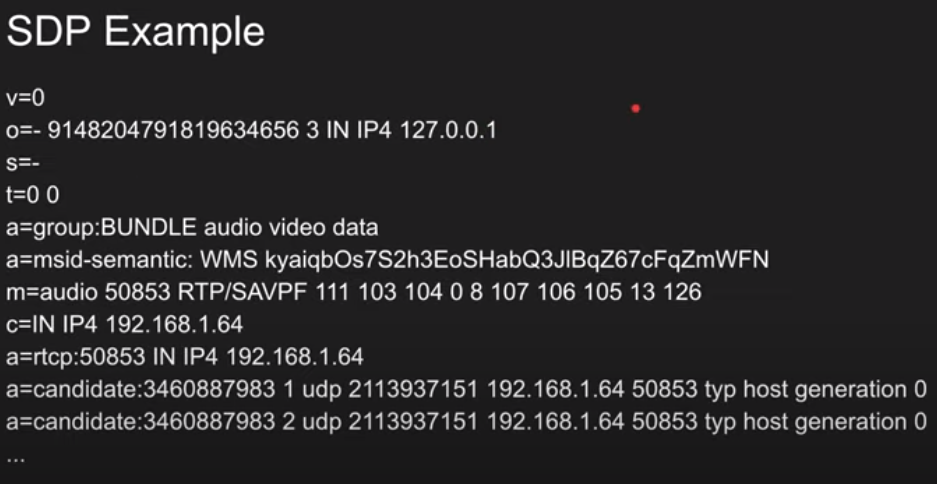 SDP Example
v=0
o=- 9148204791819634656 3 IN IP4 127.0.0.1
s=-
t=0 0
a=group:BUNDLE audio video data
a=msid-semantic: WMS kyaiqbOs7S2h3EoSHabQ3JlBqZ67cFqZmWFN
m=audio 50853 RTP/SAVPF 111 103 104 0 8 107 106 105 13 126
c=IN IP4 192.168.1.64
a=rtcp:50853 IN IP4 192.168.1.64
a=candidate:3460887983 1 udp 2113937151 192.168.1.64 50853 typ host generation 0
a=candidate:3460887983 2 udp 2113937151 192.168.1.64 50853 typ host generation 0
...